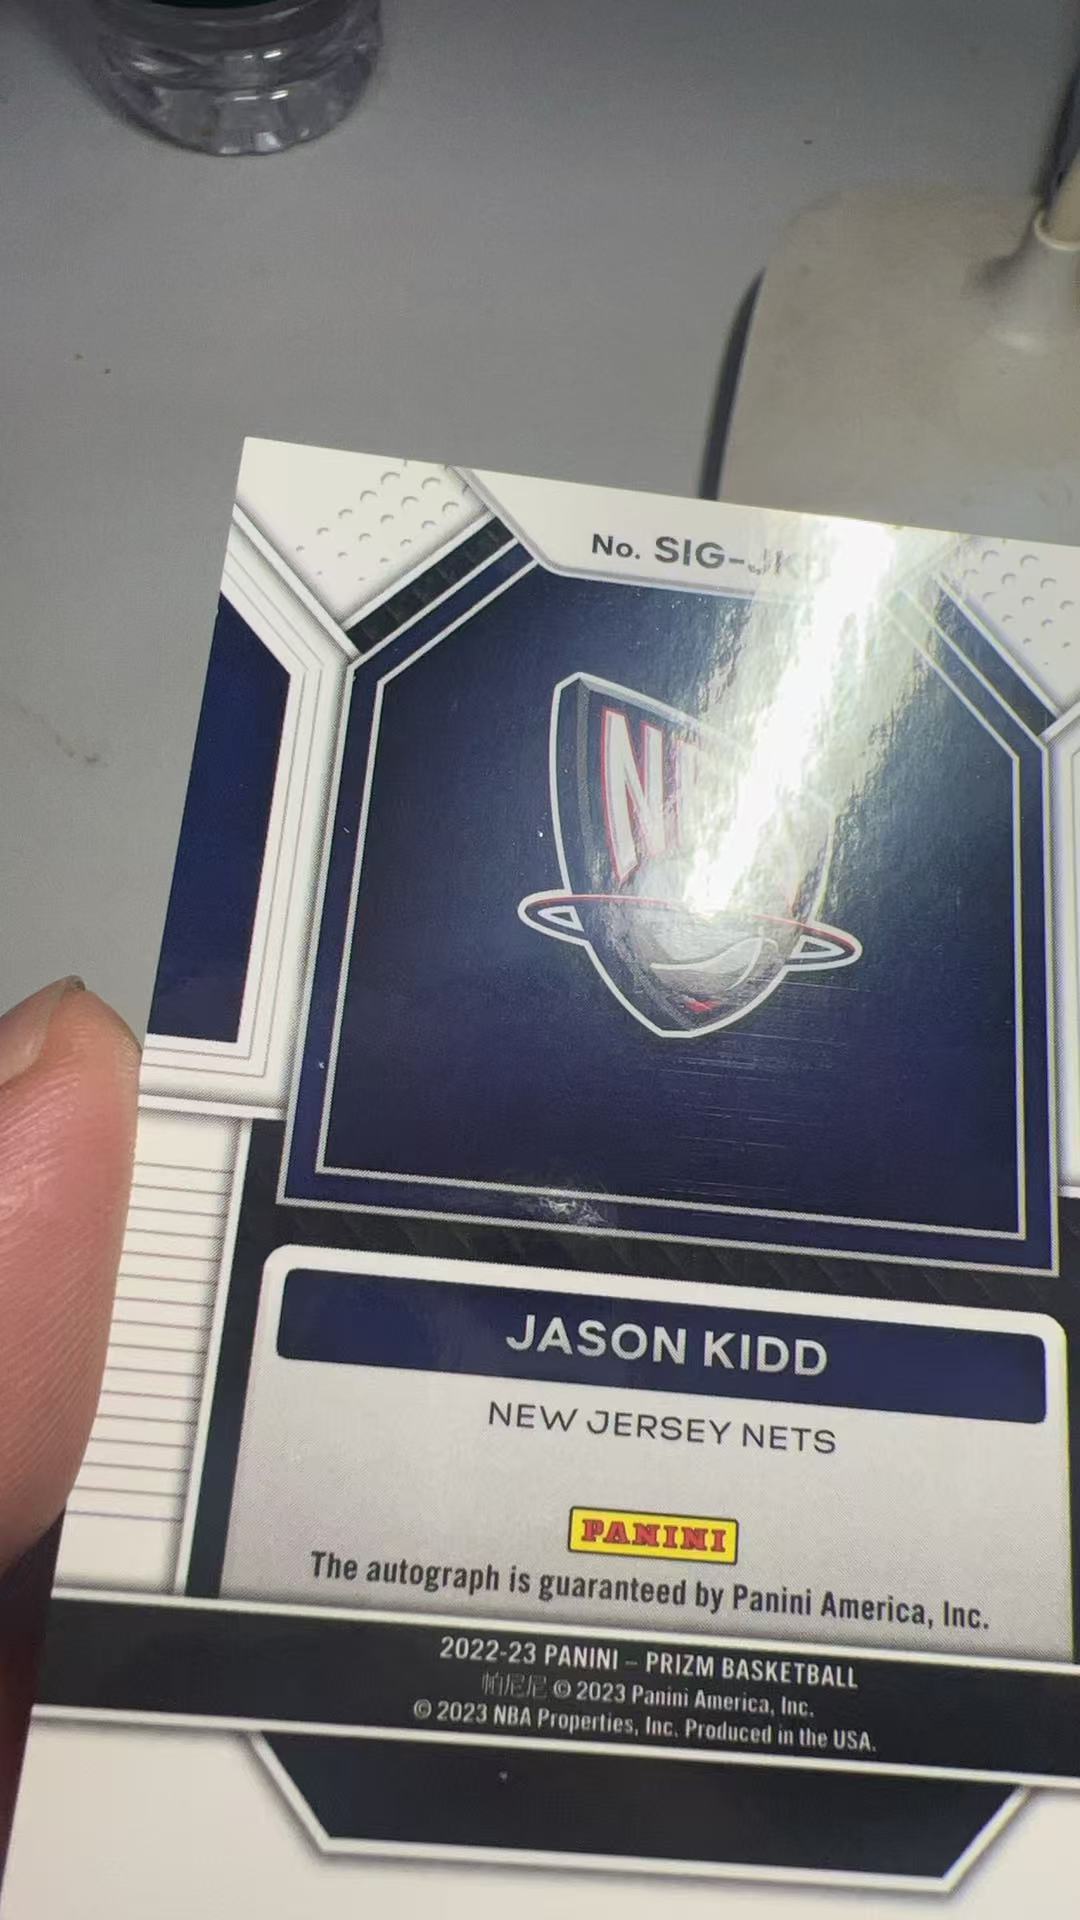 No. SIG-JK
JASON KIDD
NEW JERSEY NETS
PANINI
The autograph is guaranteed by Panini America, Inc.
2022-23 PANINI – PRIZM BASKETBALL
帕尼尼 © 2023 Panini America, Inc.
© 2023 NBA Properties, Inc. Produced in the USA.